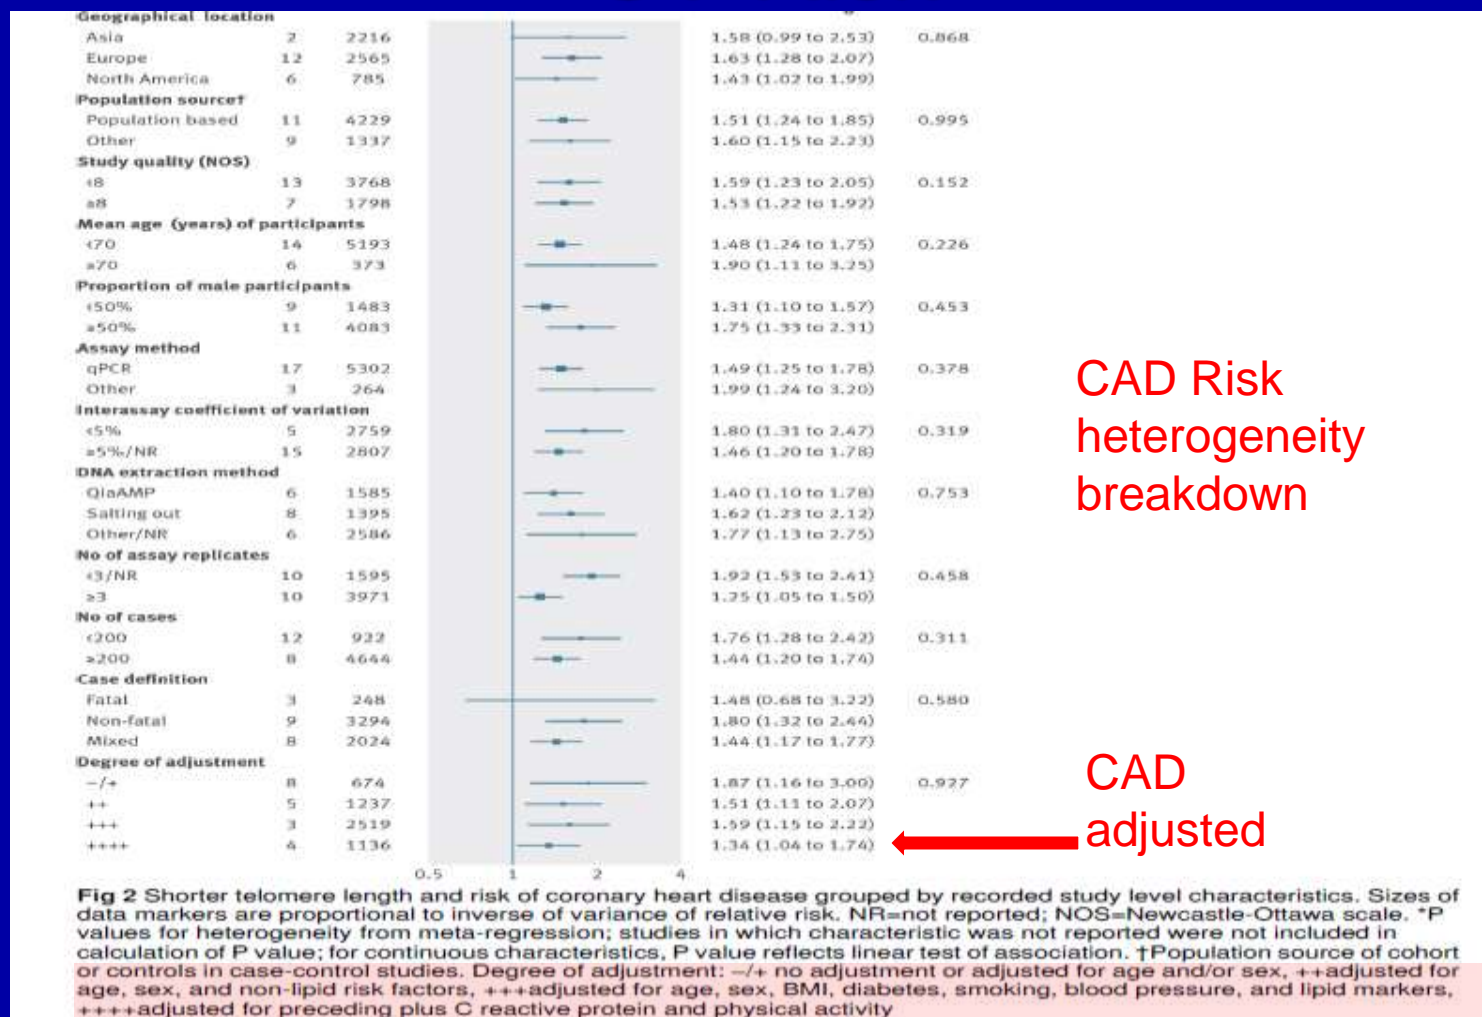 Geographical location
Asia 2 2216 1.58 (0.99 to 2.53) 0.868
Europe 12 2565 1.63 (1.28 to 2.07)
North America 6 785 1.43 (1.02 to 1.99)
Population source†
Population based 11 4229 1.51 (1.24 to 1.85) 0.995
Other 9 1337 1.60 (1.15 to 2.23)
Study quality (NOS)
<8 13 3768 1.59 (1.23 to 2.05) 0.152
≥8 7 1798 1.53 (1.22 to 1.92)
Mean age (years) of participants
<70 14 5193 1.48 (1.24 to 1.75) 0.226
≥70 6 373 1.90 (1.11 to 3.25)
Proportion of male participants
<50% 9 1483 1.31 (1.10 to 1.57) 0.453
≥50% 11 4083 1.75 (1.33 to 2.31)
Assay method
qPCR 17 5302 1.49 (1.25 to 1.78) 0.378
Other 3 264 1.99 (1.24 to 3.20)
Interassay coefficient of variation
<5% 5 2759 1.80 (1.31 to 2.47) 0.319
≥5%/NR 15 2807 1.46 (1.20 to 1.78)
DNA extraction method
QiaAMP 6 1585 1.40 (1.10 to 1.78) 0.753
Salting out 8 1395 1.62 (1.23 to 2.12)
Other/NR 6 2586 1.77 (1.13 to 2.75)
No of assay replicates
<3/NR 10 1595 1.92 (1.53 to 2.41) 0.458
≥3 10 3971 1.25 (1.05 to 1.50)
No of cases
<200 12 922 1.76 (1.28 to 2.42) 0.311
≥200 8 4644 1.44 (1.20 to 1.74)
Case definition
Fatal 3 248 1.48 (0.68 to 3.22) 0.580
Non-fatal 9 3294 1.80 (1.32 to 2.44)
Mixed 8 2024 1.44 (1.17 to 1.77)
Degree of adjustment
−/+ 8 674 1.87 (1.16 to 3.00) 0.927
++ 5 1237 1.51 (1.11 to 2.07)
+++ 3 2519 1.59 (1.15 to 2.22)
++++ 4 1136 1.34 (1.04 to 1.74)
0.5 1 2 4
CAD Risk
heterogeneity
breakdown
CAD
adjusted
Fig 2 Shorter telomere length and risk of coronary heart disease grouped by recorded study level characteristics. Sizes of
data markers are proportional to inverse of variance of relative risk. NR=not reported; NOS=Newcastle-Ottawa scale. *P
values for heterogeneity from meta-regression; studies in which characteristic was not reported were not included in
calculation of P value; for continuous characteristics, P value reflects linear test of association. †Population source of cohort
or controls in case-control studies. Degree of adjustment: −/+ no adjustment or adjusted for age and/or sex, ++adjusted for
age, sex, and non-lipid risk factors, +++adjusted for age, sex, BMI, diabetes, smoking, blood pressure, and lipid markers,
++++adjusted for preceding plus C reactive protein and physical activity